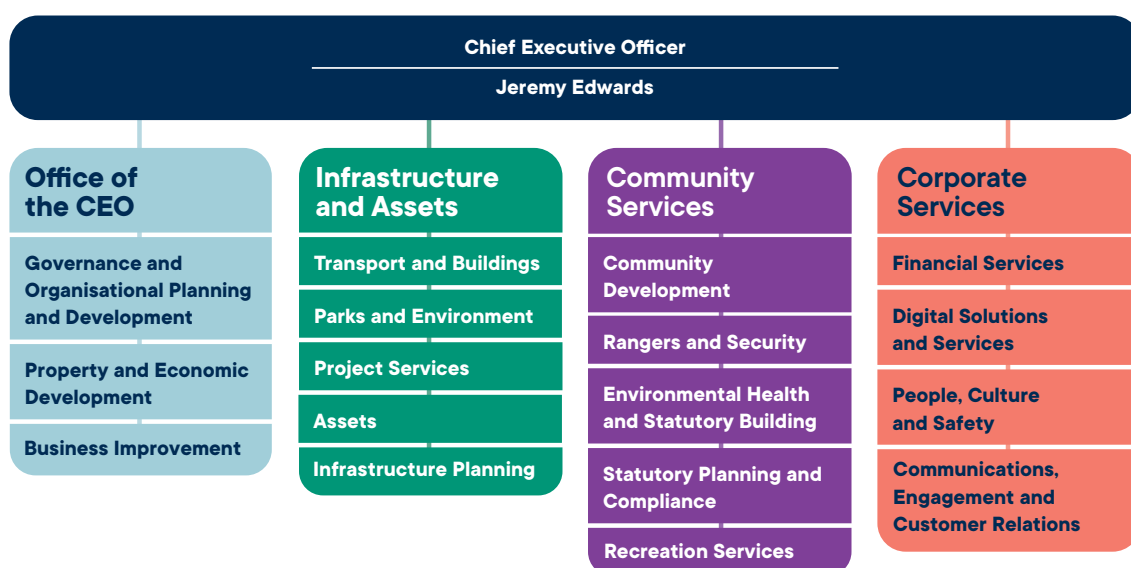 Chief Executive Officer
Jeremy Edwards
Office of
the CEO
Governance and
Organisational Planning
and Development
Property and Economic
Development
Business Improvement
Infrastructure
and Assets
Transport and Buildings
Parks and Environment
Project Services
Assets
Infrastructure Planning
Community
Services
Community
Development
Rangers and Security
Environmental Health
and Statutory Building
Statutory Planning and
Compliance
Recreation Services
Corporate
Services
Financial Services
Digital Solutions
and Services
People, Culture
and Safety
Communications,
Engagement and
Customer Relations